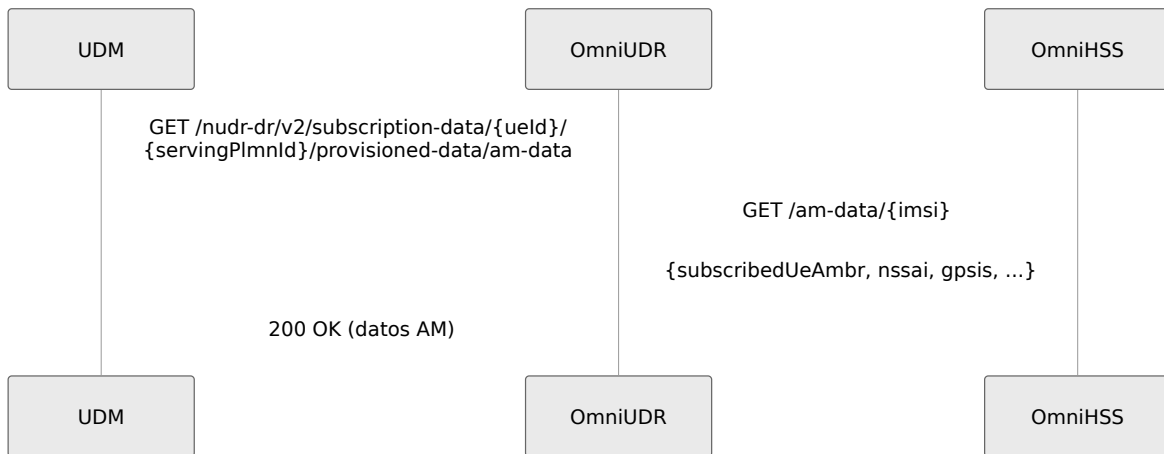 UDM
OmniUDR
OmniHSS
GET /nudr-dr/v2/subscription-data/{ueId}/
{servingPlmnId}/provisioned-data/am-data
GET /am-data/{imsi}
{subscribedUeAmbr, nssai, gpsis, ...}
200 OK (datos AM)
UDM
OmniUDR
OmniHSS